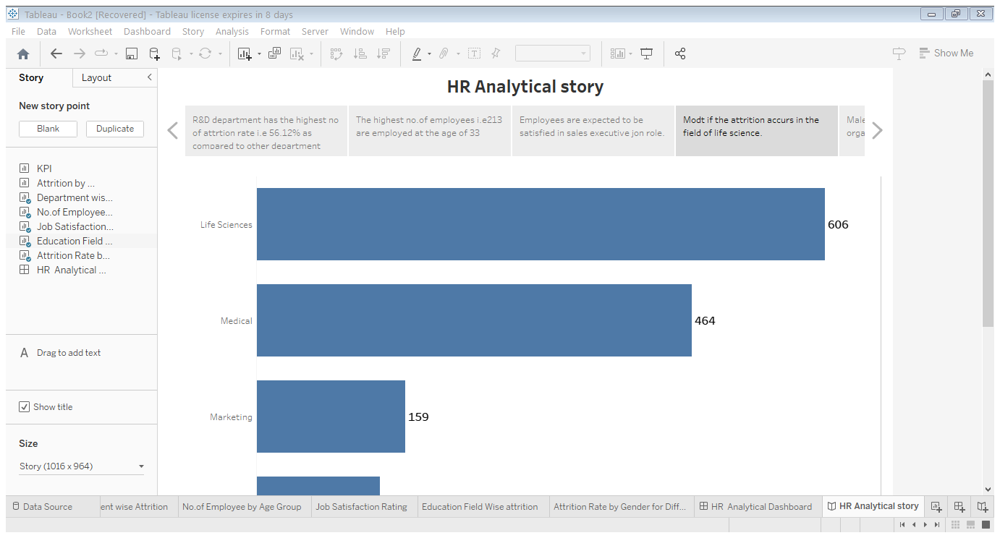 Tableau - Book2 [Recovered] - Tableau license expires in 8 days
File Data Worksheet Dashboard Story Analysis Format Server Window Help
Show Me
Story Layout
New story point
Blank Duplicate
KPI
Attrition by ...
Department wis...
No.of Employee...
Job Satisfaction...
Education Field ...
Attrition Rate b...
HR Analytical ...
A Drag to add text
Show title
Size
Story (1016 x 964)
HR Analytical story
R&D department has the highest no
of attrtion rate i.e 56.12% as
compared to other department
The highest no.of employees i.e213
are employed at the age of 33
Employees are expected to be
satisfied in sales executive jon role.
Modt if the attrition accurs in the
field of life science.
Male
orga
Life Sciences 606
Medical 464
Marketing 159
Data Source ent wise Attrition No.of Employee by Age Group Job Satisfaction Rating Education Field Wise attrition Attrition Rate by Gender for Diff... HR Analytical Dashboard HR Analytical story